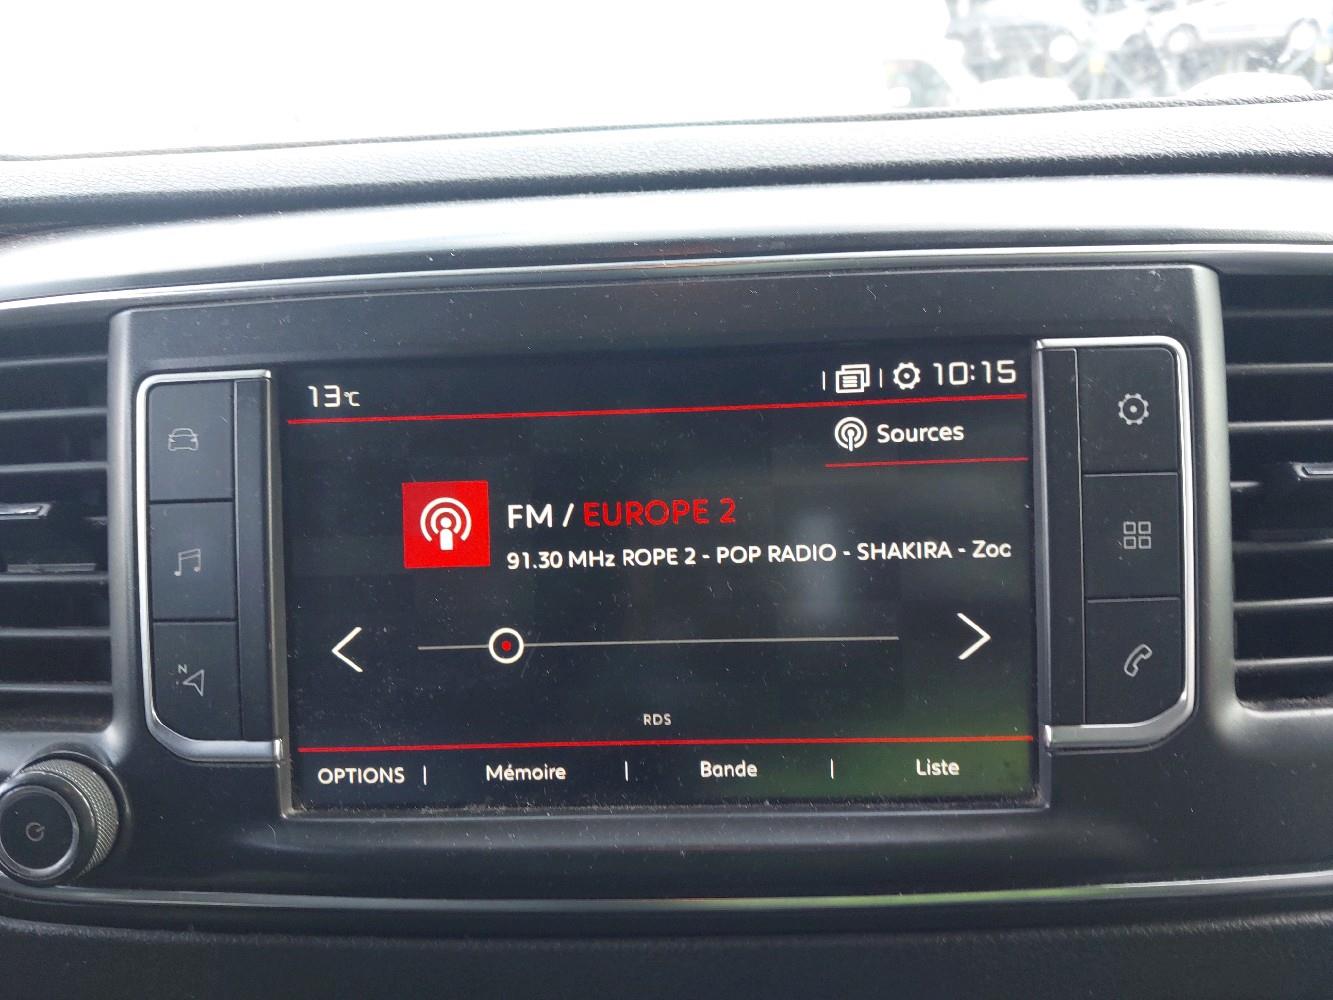 13°C
10:15
Sources
FM / EUROPE 2
91.30 MHz ROPE 2 - POP RADIO - SHAKIRA - Zoo
N
RDS
OPTIONS | Mémoire | Bande | Liste